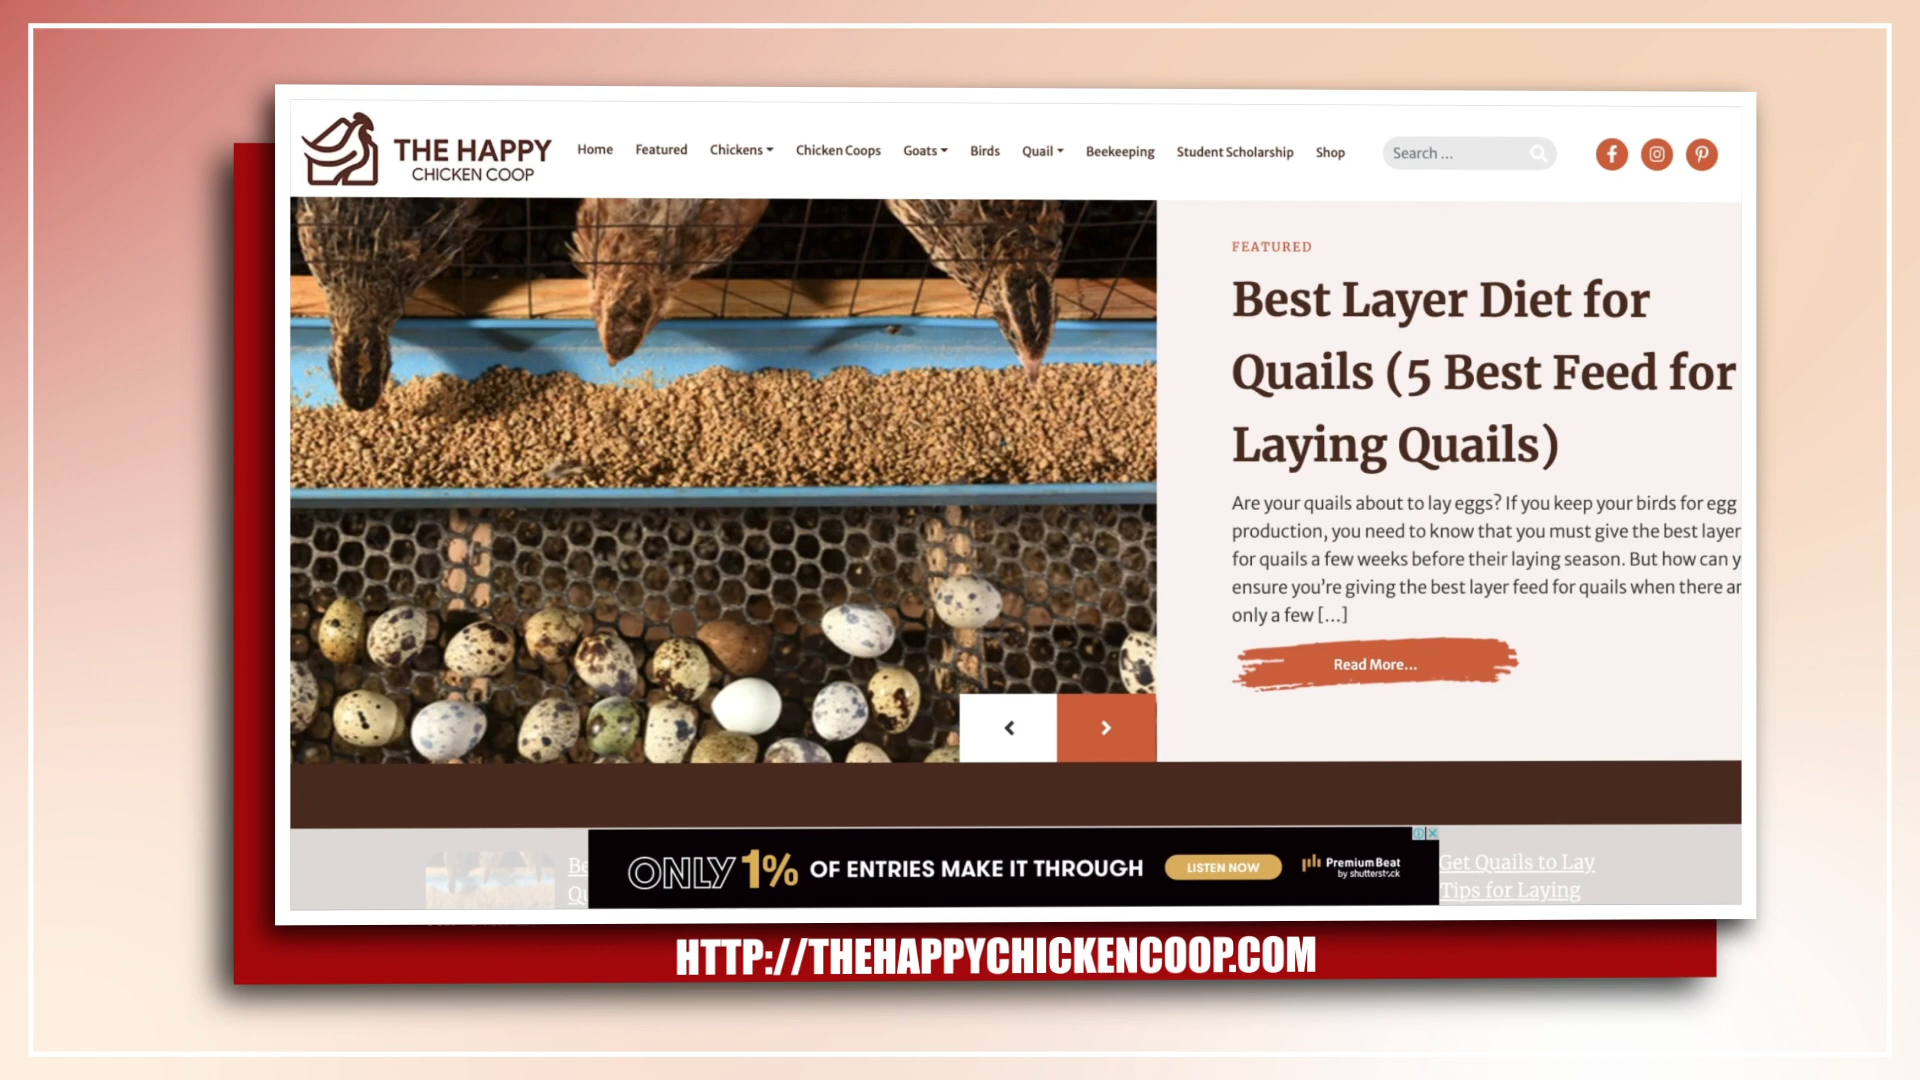 THE HAPPY
CHICKEN COOP
Home Featured Chickens Chicken Coops Goats Birds Quail Beekeeping Student Scholarship Shop
Search ...
FEATURED
Best Layer Diet for
Quails (5 Best Feed for
Laying Quails)
Are your quails about to lay eggs? If you keep your birds for egg
production, you need to know that you must give the best layer
for quails a few weeks before their laying season. But how can y
ensure you’re giving the best layer feed for quails when there ar
only a few [...]
Read More...
ONLY 1% OF ENTRIES MAKE IT THROUGH
LISTEN NOW
PremiumBeat
by shutterstock
Be
Qu
Get Quails to Lay
Tips for Laying
HTTP://THEHAPPYCHICKENCOOP.COM